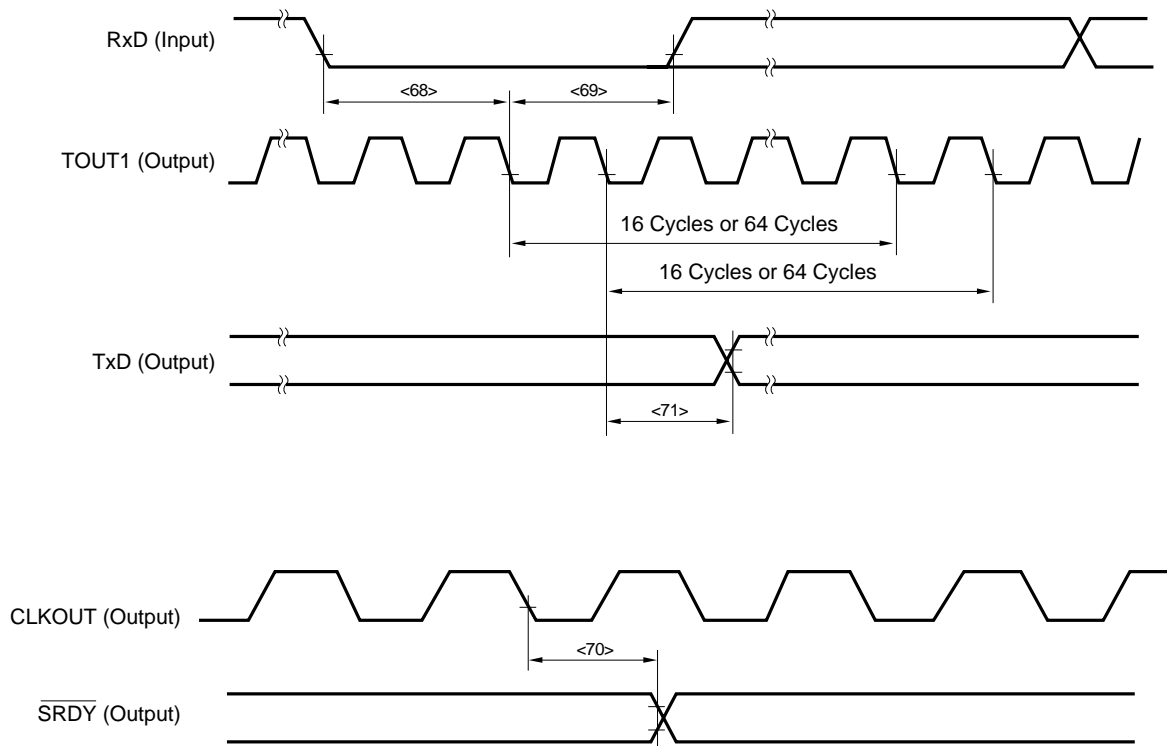 RxD (Input)
<68>
<69>
TOUT1 (Output)
16 Cycles or 64 Cycles
16 Cycles or 64 Cycles
TxD (Output)
<71>
CLKOUT (Output)
<70>
SRDY (Output)